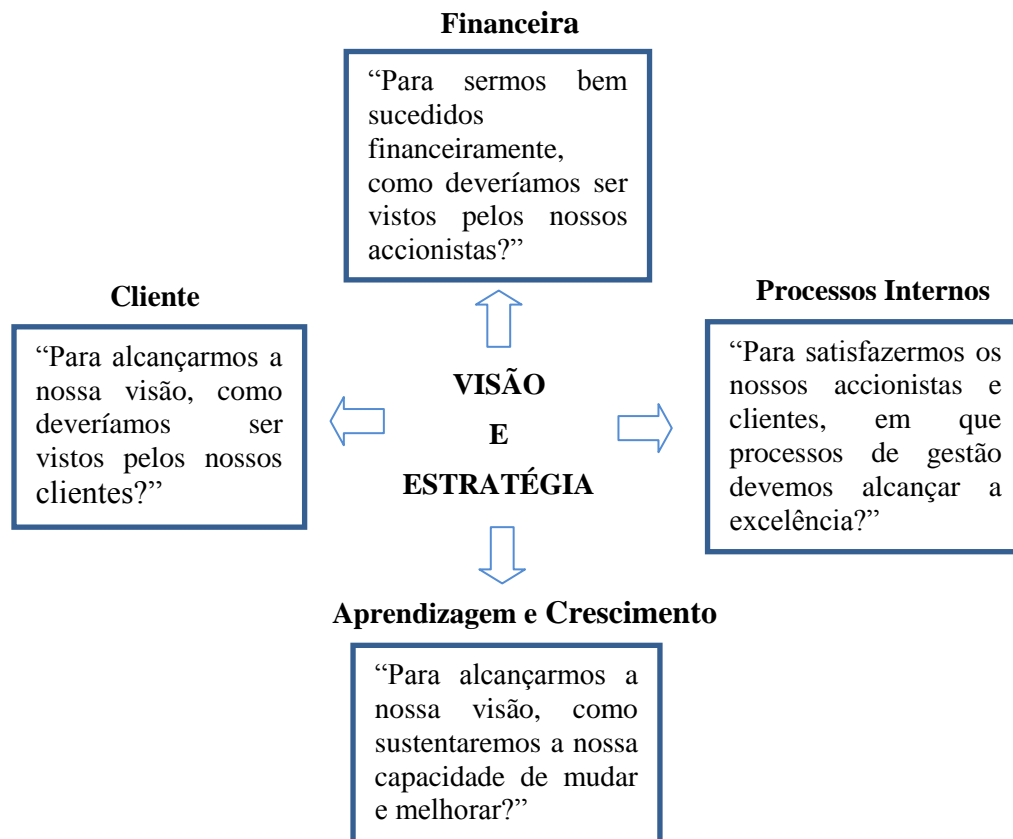 Financeira
“Para sermos bem
sucedidos
financeiramente,
como deveríamos ser
vistos pelos nossos
accionistas?”
Cliente
“Para alcançarmos a
nossa visão, como
deveríamos ser
vistos pelos nossos
clientes?”
VISÃO
E
ESTRATÉGIA
Processos Internos
“Para satisfazermos os
nossos accionistas e
clientes, em que
processos de gestão
devemos alcançar a
excelência?”
Aprendizagem e Crescimento
“Para alcançarmos a
nossa visão, como
sustentaremos a nossa
capacidade de mudar
e melhorar?”